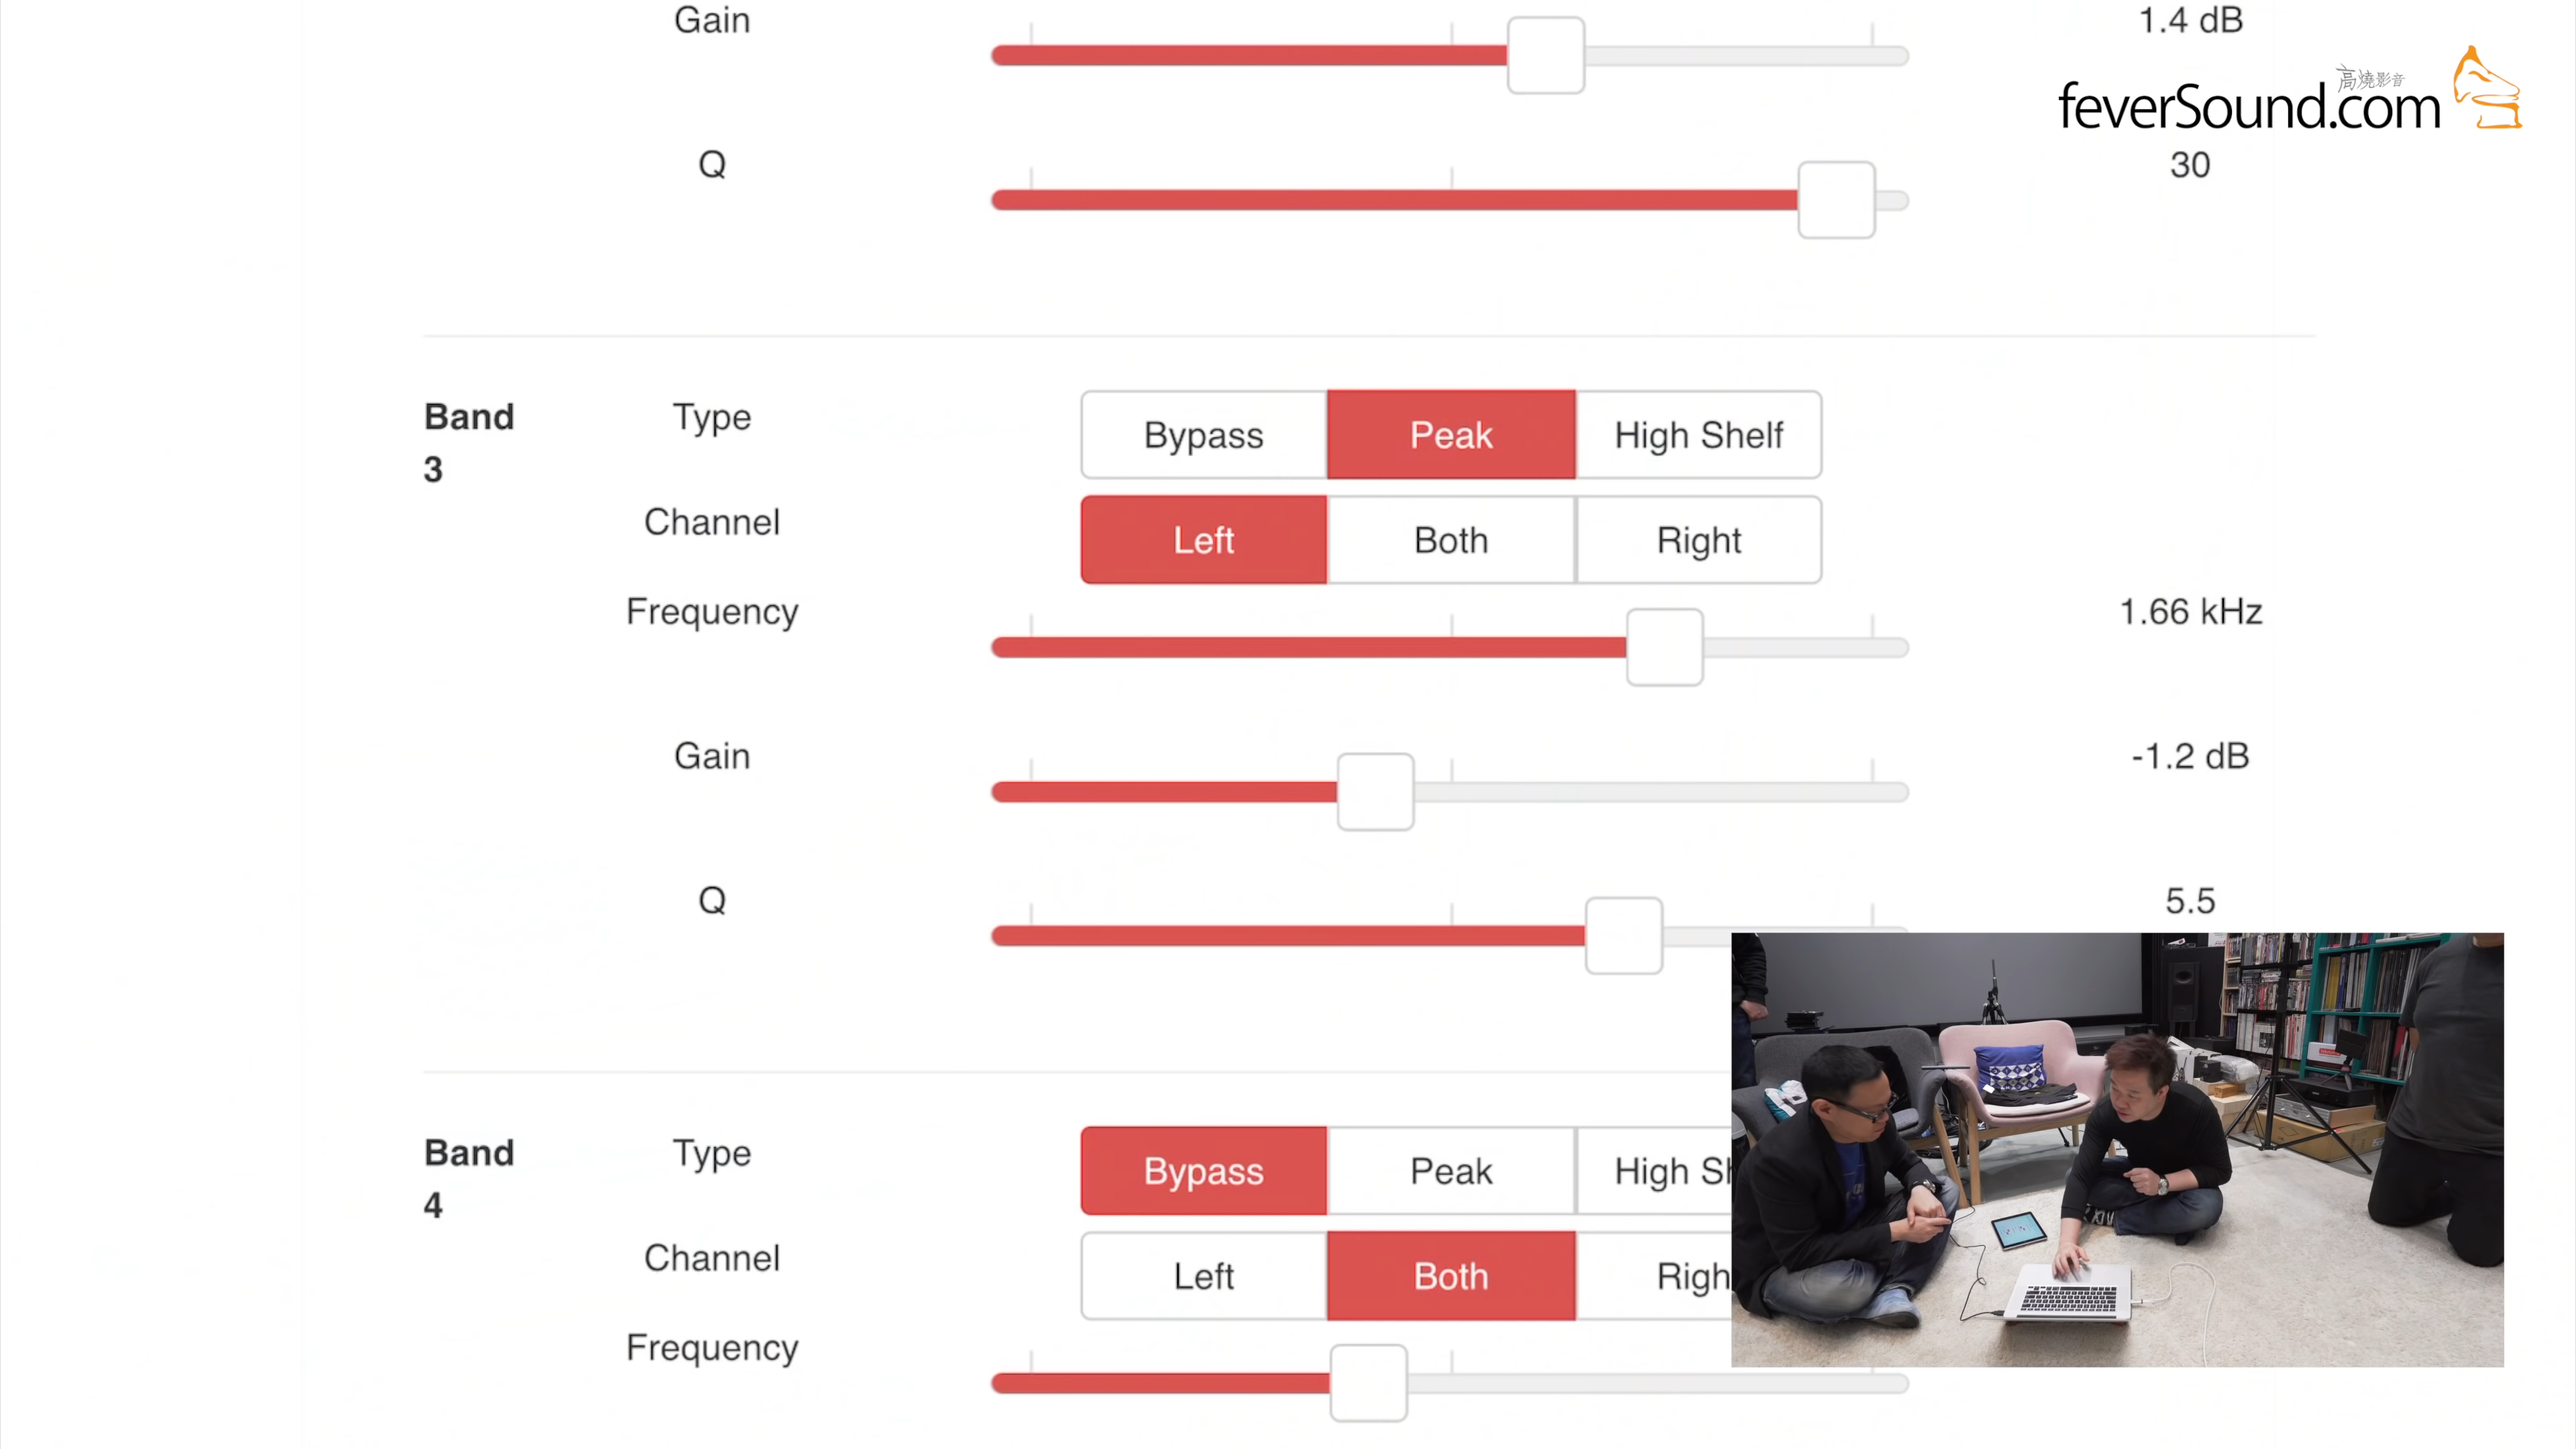 Gain
1.4 dB
高燒影音
feverSound.com
Q
30
Band
3
Type
Bypass
Peak
High Shelf
Channel
Left
Both
Right
Frequency
1.66 kHz
Gain
-1.2 dB
Q
5.5
Band
4
Type
Bypass
Peak
High Sh
Channel
Left
Both
Righ
Frequency